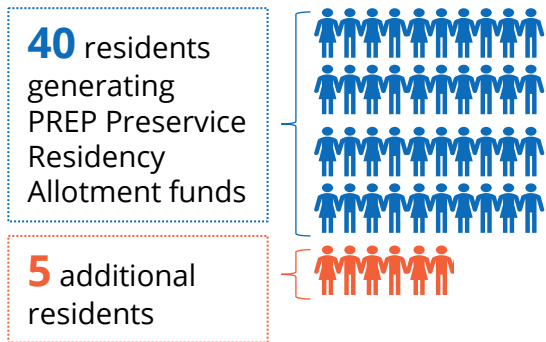 40 residents
generating
PREP Preservice
Residency
Allotment funds
5 additional
residents